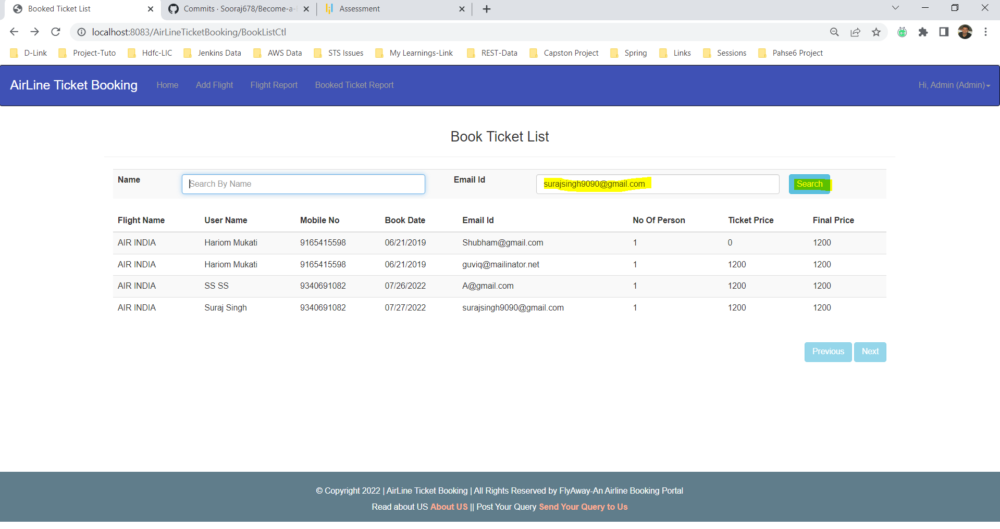 Booked Ticket List
Commits · Sooraj678/Become-a-
Assessment
localhost:8083/AirLineTicketBooking/BookListCtl
D-Link Project-Tuto Hdfc-LIC Jenkins Data AWS Data STS Issues My Learnings-Link REST-Data Capston Project Spring Links Sessions Pahse6 Project
AirLine Ticket Booking Home Add Flight Flight Report Booked Ticket Report Hi, Admin (Admin)
Book Ticket List
Name Search By Name Email Id surajsingh9090@gmail.com Search
Flight Name User Name Mobile No Book Date Email Id No Of Person Ticket Price Final Price
AIR INDIA Hariom Mukati 9165415598 06/21/2019 Shubham@gmail.com 1 0 1200
AIR INDIA Hariom Mukati 9165415598 06/21/2019 guviq@mailinator.net 1 1200 1200
AIR INDIA SS SS 9340691082 07/26/2022 A@gmail.com 1 1200 1200
AIR INDIA Suraj Singh 9340691082 07/27/2022 surajsingh9090@gmail.com 1 1200 1200
Previous Next
© Copyright 2022 | AirLine Ticket Booking | All Rights Reserved by FlyAway-An Airline Booking Portal
Read about US About US || Post Your Query Send Your Query to Us